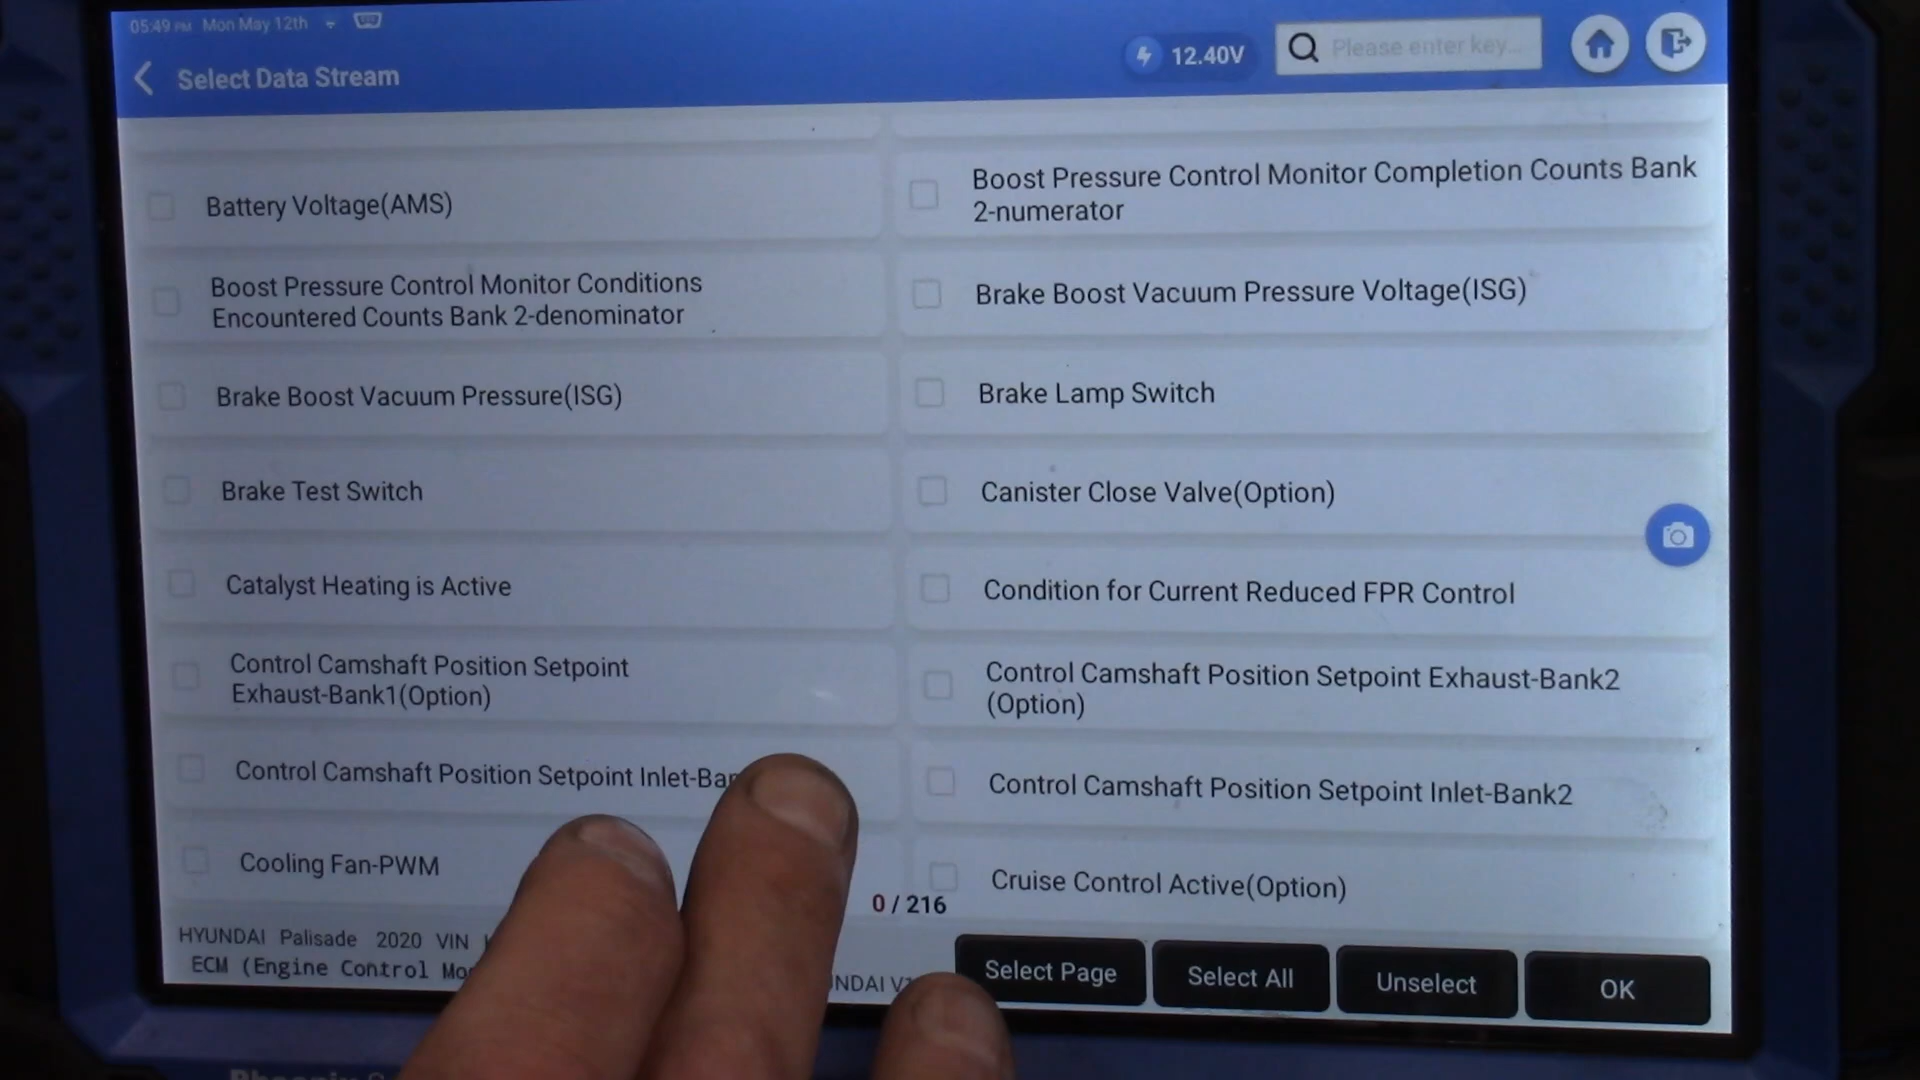 05:49 PM Mon May 12th
Select Data Stream
12.40V
Please enter key...
Battery Voltage(AMS)
Boost Pressure Control Monitor Completion Counts Bank
2-numerator
Boost Pressure Control Monitor Conditions
Encountered Counts Bank 2-denominator
Brake Boost Vacuum Pressure Voltage(ISG)
Brake Boost Vacuum Pressure(ISG)
Brake Lamp Switch
Brake Test Switch
Canister Close Valve(Option)
Catalyst Heating is Active
Condition for Current Reduced FPR Control
Control Camshaft Position Setpoint
Exhaust-Bank1(Option)
Control Camshaft Position Setpoint Exhaust-Bank2
(Option)
Control Camshaft Position Setpoint
Control Camshaft Position Setpoint Inlet-Bank2
Cooling Fan-PWM
Cruise Control Active(Option)
0 / 216
HYUNDAI Palisade 2020 VIN
ECM (Engine Control
Select Page
Select All
Unselect
OK